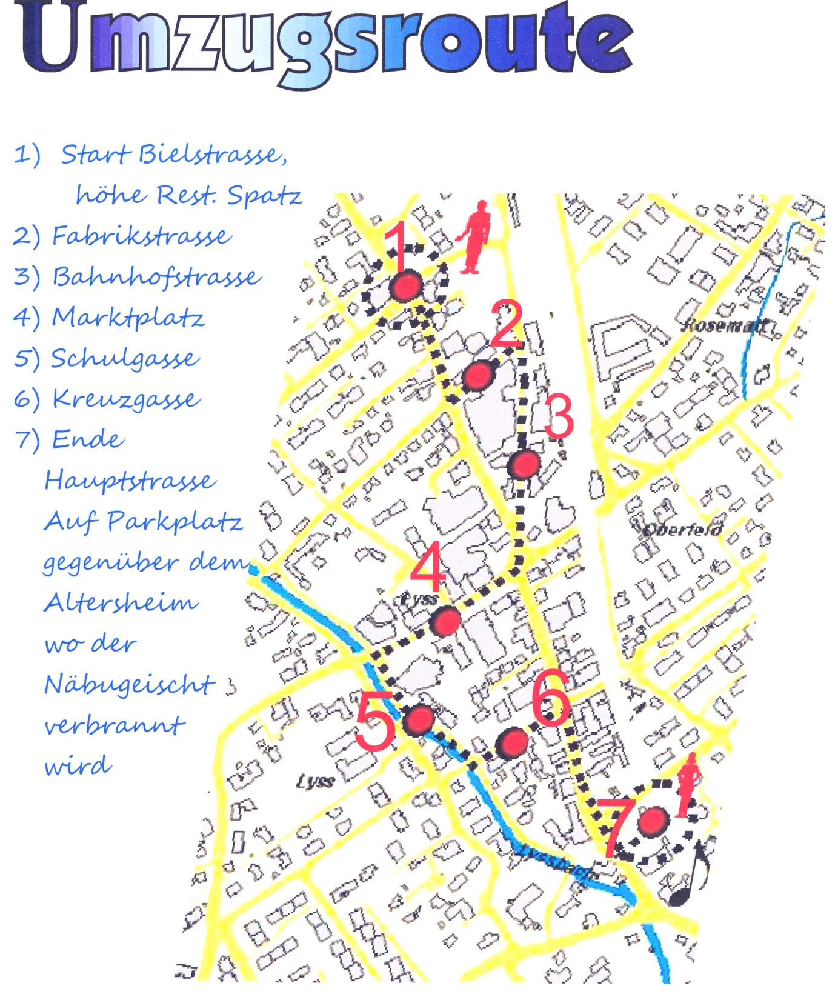 Umzugsroute
1) Start Bielstrasse,
höhe Rest. Spatz
2) Fabrikstrasse
3) Bahnhofstrasse
4) Marktplatz
5) Schulgasse
6) Kreuzgasse
7) Ende
Hauptstrasse
Auf Parkplatz
gegenüber dem
Altersheim
wo der
Näbugeischt
verbrannt
wird
1
2
Rosematt
3
Oberfeld
4
Lyss
6
5
Lyss
7
Lyssbach